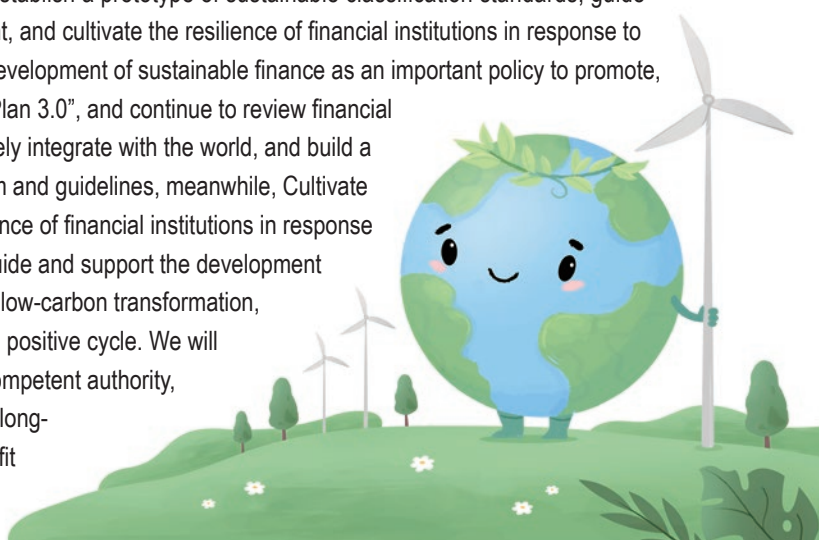 stablish a prototype of sustainable classification standards, guide
t, and cultivate the resilience of financial institutions in response to
evelopment of sustainable finance as an important policy to promote,
Plan 3.0”, and continue to review financial
ely integrate with the world, and build a
n and guidelines, meanwhile, Cultivate
nce of financial institutions in response
uide and support the development
low-carbon transformation,
positive cycle. We will
ompetent authority,
long-
fit